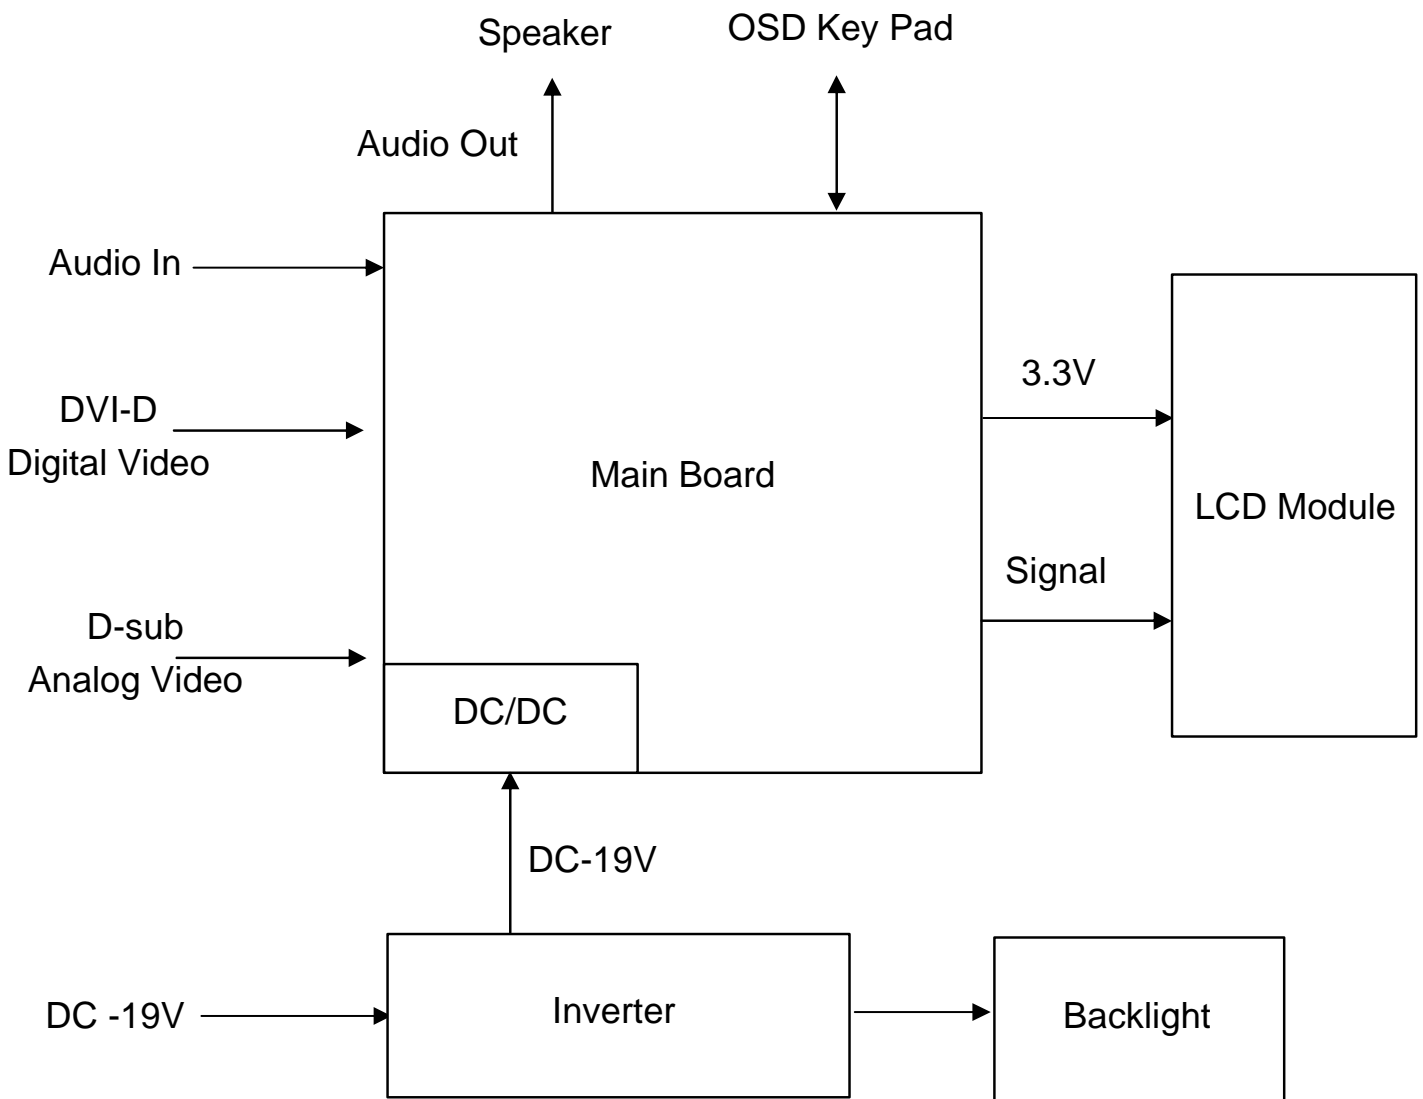 Speaker
OSD Key Pad
Audio Out
Audio In
3.3V
DVI-D
Digital Video
Main Board
LCD Module
Signal
D-sub
Analog Video
DC/DC
DC-19V
DC -19V
Inverter
Backlight